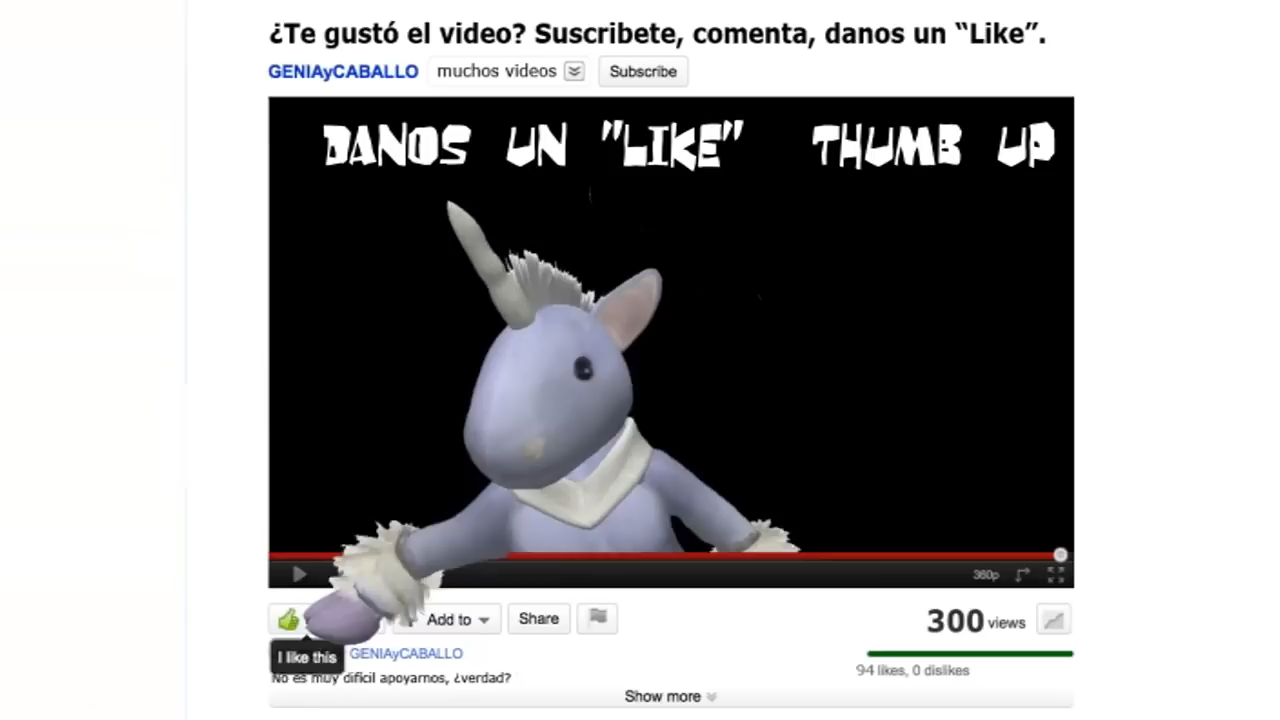 ¿Te gustó el video? Suscribete, comenta, danos un “Like”.
GENIAyCABALLO muchos videos Subscribe
DANOS UN "LIKE" THUMB UP
360p
Add to Share 300 views
I like this GENIAyCABALLO
94 likes, 0 dislikes
No es muy dificil apoyarnos, ¿verdad?
Show more